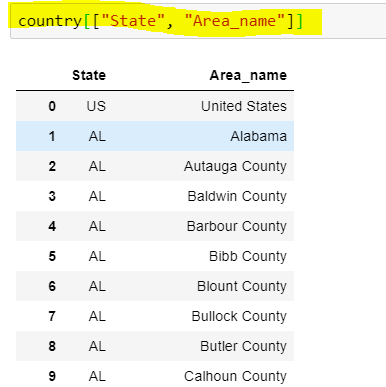 country[["State", "Area_name"]]
State Area_name
0 US United States
1 AL Alabama
2 AL Autauga County
3 AL Baldwin County
4 AL Barbour County
5 AL Bibb County
6 AL Blount County
7 AL Bullock County
8 AL Butler County
9 AL Calhoun County